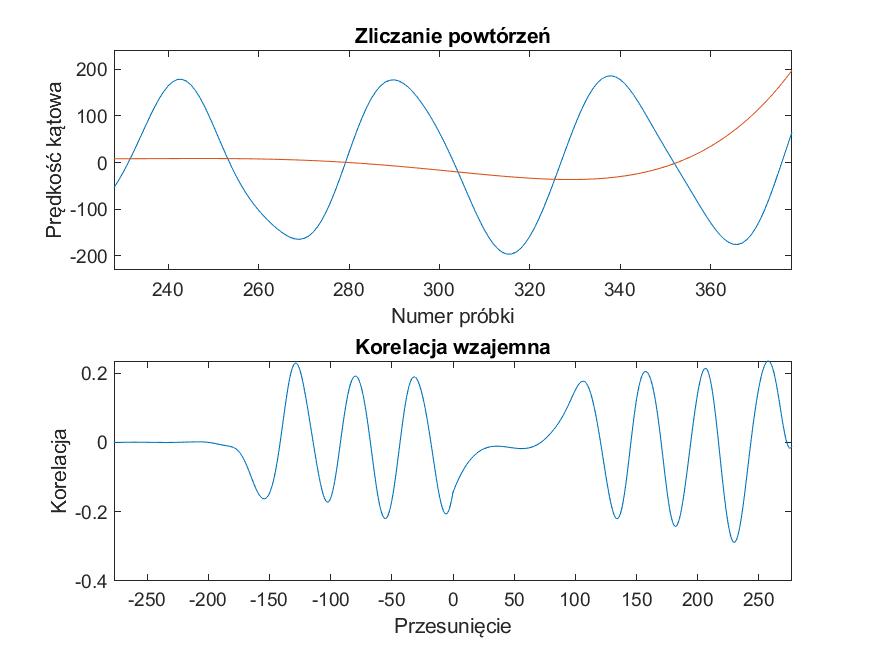 Zliczanie powtórzeń
200
100
0
-100
-200
Prędkość kątowa
240 260 280 300 320 340 360
Numer próbki
Korelacja wzajemna
0.2
0
-0.2
-0.4
Korelacja
-250 -200 -150 -100 -50 0 50 100 150 200 250
Przesunięcie